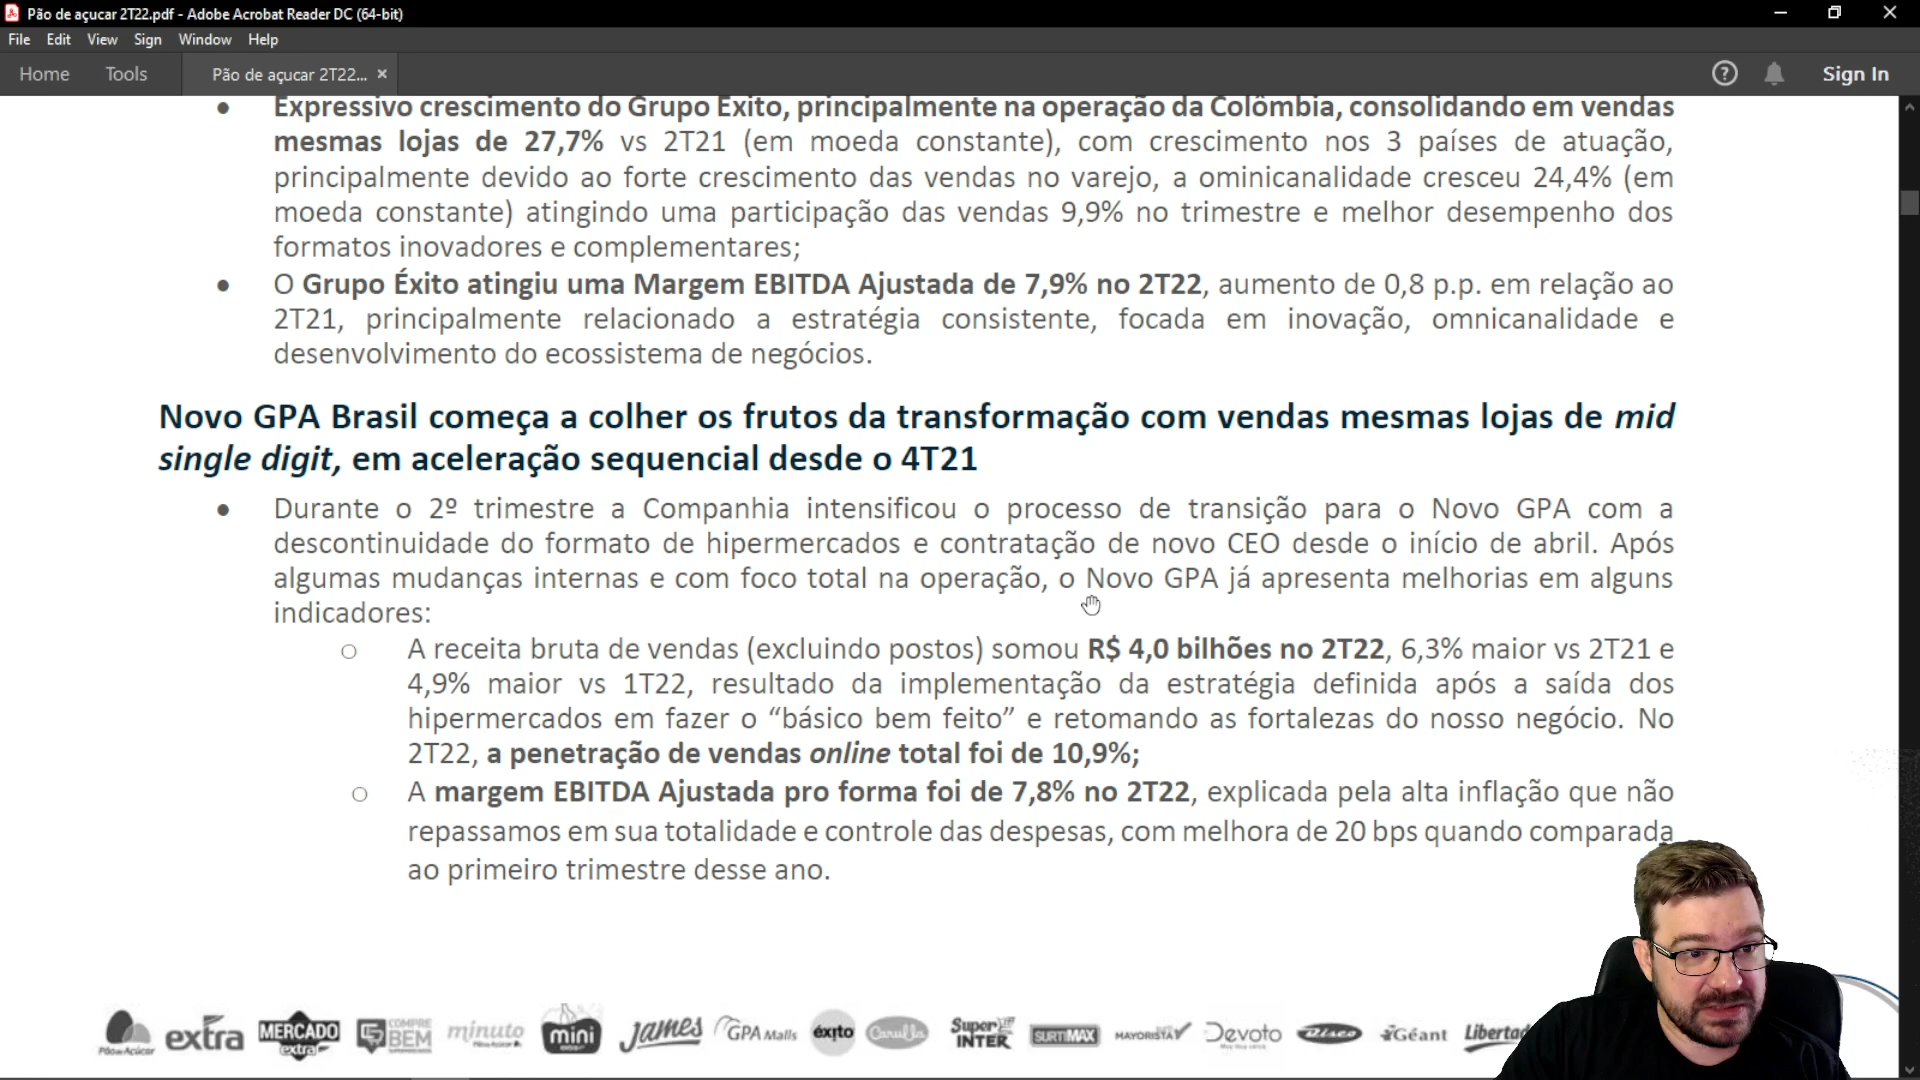 Pão de açucar 2T22.pdf - Adobe Acrobat Reader DC (64-bit)
File Edit View Sign Window Help
Home Tools Pão de açucar 2T22... × Sign In
• Expressivo crescimento do Grupo Éxito, principalmente na operação da Colômbia, consolidando em vendas
mesmas lojas de 27,7% vs 2T21 (em moeda constante), com crescimento nos 3 países de atuação,
principalmente devido ao forte crescimento das vendas no varejo, a ominicanalidade cresceu 24,4% (em
moeda constante) atingindo uma participação das vendas 9,9% no trimestre e melhor desempenho dos
formatos inovadores e complementares;
• O Grupo Éxito atingiu uma Margem EBITDA Ajustada de 7,9% no 2T22, aumento de 0,8 p.p. em relação ao
2T21, principalmente relacionado a estratégia consistente, focada em inovação, omnicanalidade e
desenvolvimento do ecossistema de negócios.
Novo GPA Brasil começa a colher os frutos da transformação com vendas mesmas lojas de mid
single digit, em aceleração sequencial desde o 4T21
• Durante o 2º trimestre a Companhia intensificou o processo de transição para o Novo GPA com a
descontinuidade do formato de hipermercados e contratação de novo CEO desde o início de abril. Após
algumas mudanças internas e com foco total na operação, o Novo GPA já apresenta melhorias em alguns
indicadores:
○ A receita bruta de vendas (excluindo postos) somou R$ 4,0 bilhões no 2T22, 6,3% maior vs 2T21 e
4,9% maior vs 1T22, resultado da implementação da estratégia definida após a saída dos
hipermercados em fazer o “básico bem feito” e retomando as fortalezas do nosso negócio. No
2T22, a penetração de vendas online total foi de 10,9%;
○ A margem EBITDA Ajustada pro forma foi de 7,8% no 2T22, explicada pela alta inflação que não
repassamos em sua totalidade e controle das despesas, com melhora de 20 bps quando comparada
ao primeiro trimestre desse ano.
Pão de Açúcar extra MERCADO extra COMPRE BEM minuto mini James GPA Malls éxito Carulla Super INTER SURTIMAX MAYORISTA Devoto Disco Géant